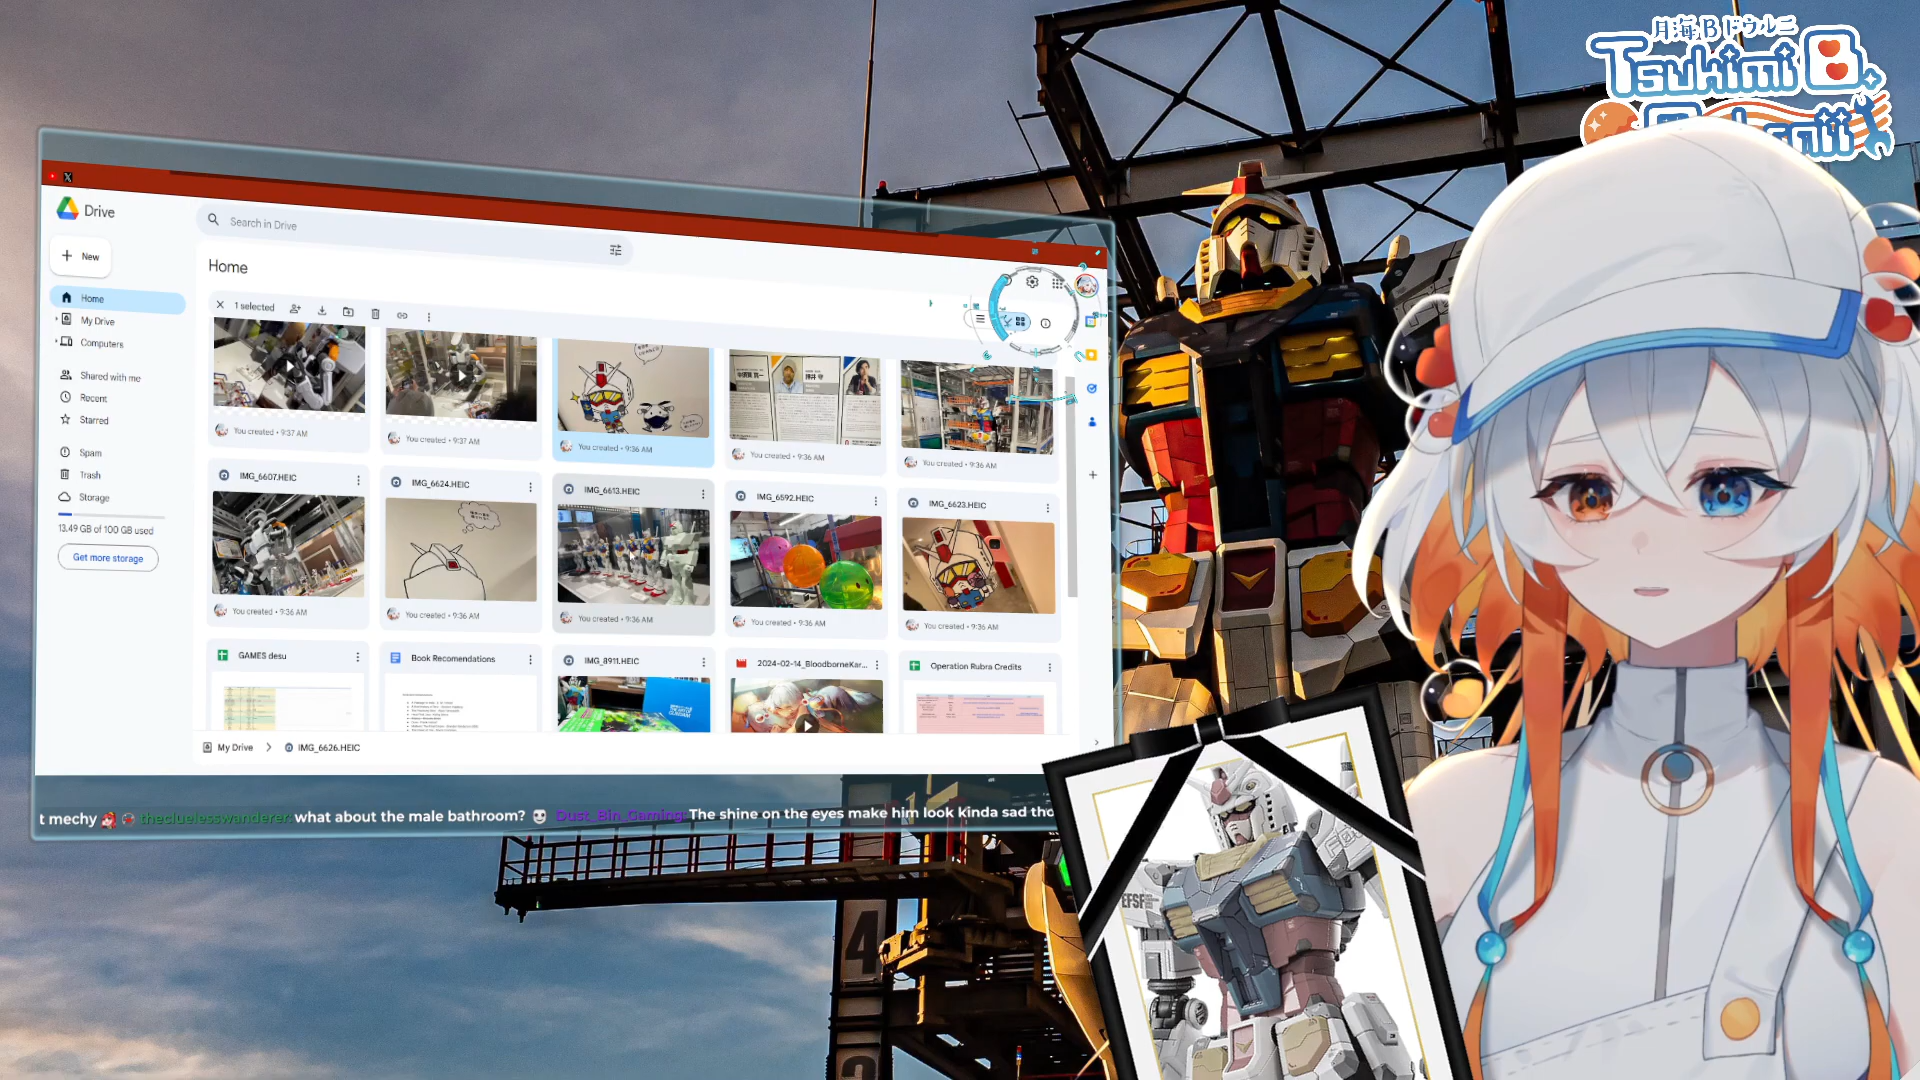 月海Bドゥルニ
Tsukimi B.
X
Drive
Search in Drive
New
Home
Home
1 selected
My Drive
Computers
Shared with me
Recent
Starred
Spam
Trash
Storage
13.49 GB of 100 GB used
Get more storage
You created • 9:37 AM
You created • 9:37 AM
You created • 9:36 AM
You created • 9:36 AM
You created • 9:36 AM
IMG_6607.HEIC
IMG_6624.HEIC
IMG_6613.HEIC
IMG_6592.HEIC
IMG_6623.HEIC
You created • 9:36 AM
You created • 9:36 AM
You created • 9:36 AM
You created • 9:36 AM
You created • 9:36 AM
GAMES desu
Book Recomendations
IMG_8911.HEIC
2024-02-14_BloodborneKar...
Operation Rubra Credits
My Drive > IMG_6626.HEIC
t mechy theclueslesswanderer: what about the male bathroom? Dust_Bin_Gaming: The shine on the eyes make him look Kinda sad tho
EFSF
4